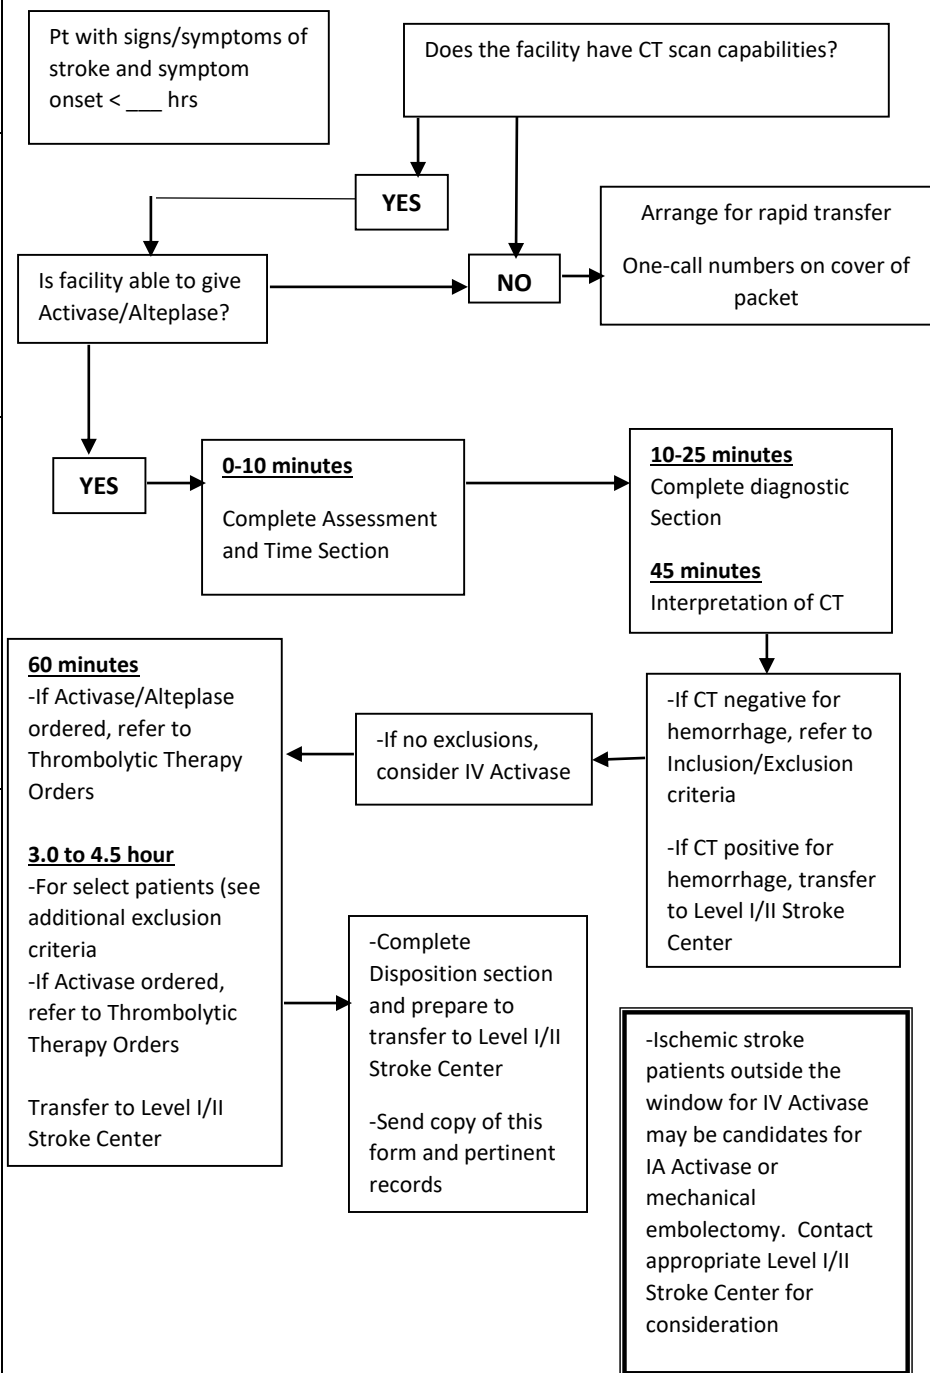 Pt with signs/symptoms of
stroke and symptom
onset < ___ hrs
Does the facility have CT scan capabilities?
YES
Arrange for rapid transfer
One-call numbers on cover of
packet
Is facility able to give
Activase/Alteplase?
NO
YES
0-10 minutes
Complete Assessment
and Time Section
10-25 minutes
Complete diagnostic
Section
45 minutes
Interpretation of CT
-If CT negative for
hemorrhage, refer to
Inclusion/Exclusion
criteria
-If CT positive for
hemorrhage, transfer
to Level I/II Stroke
Center
-If no exclusions,
consider IV Activase
60 minutes
-If Activase/Alteplase
ordered, refer to
Thrombolytic Therapy
Orders
3.0 to 4.5 hour
-For select patients (see
additional exclusion
criteria
-If Activase ordered,
refer to Thrombolytic
Therapy Orders
Transfer to Level I/II
Stroke Center
-Complete
Disposition section
and prepare to
transfer to Level I/II
Stroke Center
-Send copy of this
form and pertinent
records
-Ischemic stroke
patients outside the
window for IV Activase
may be candidates for
IA Activase or
mechanical
embolectomy.  Contact
appropriate Level I/II
Stroke Center for
consideration